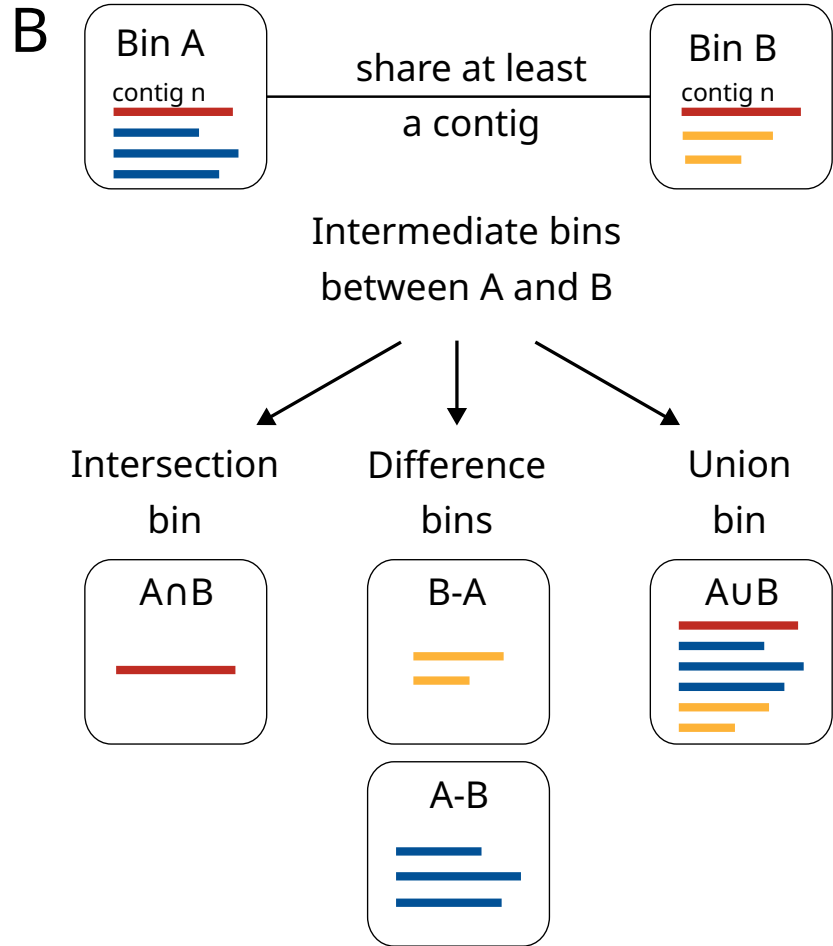 B
Bin A
contig n
share at least
a contig
Bin B
contig n
Intermediate bins
between A and B
Intersection
bin
Difference
bins
Union
bin
A∩B
B-A
A∪B
A-B